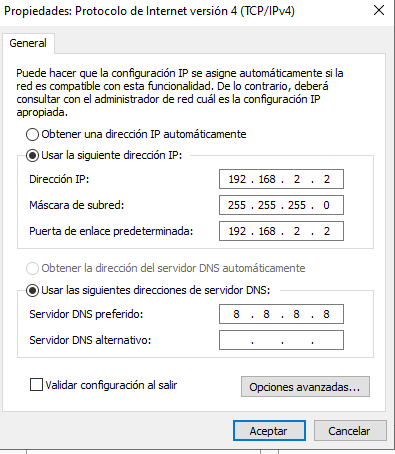 Propiedades: Protocolo de Internet versión 4 (TCP/IPv4)
General
Puede hacer que la configuración IP se asigne automáticamente si la
red es compatible con esta funcionalidad. De lo contrario, deberá
consultar con el administrador de red cuál es la configuración IP
apropiada.
Obtener una dirección IP automáticamente
Usar la siguiente dirección IP:
Dirección IP: 192 . 168 . 2 . 2
Máscara de subred: 255 . 255 . 255 . 0
Puerta de enlace predeterminada: 192 . 168 . 2 . 2
Obtener la dirección del servidor DNS automáticamente
Usar las siguientes direcciones de servidor DNS:
Servidor DNS preferido: 8 . 8 . 8 . 8
Servidor DNS alternativo: . . .
Validar configuración al salir
Opciones avanzadas...
Aceptar Cancelar